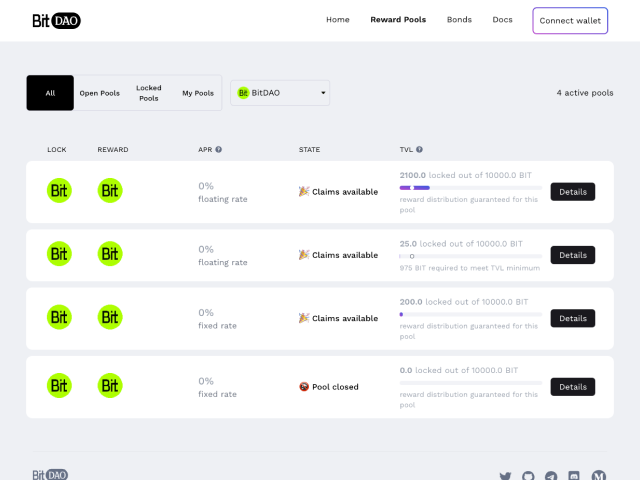 BitDAO
Home Reward Pools Bonds Docs Connect wallet
All Open Pools Locked Pools My Pools
Bit BitDAO
4 active pools
LOCK REWARD APR ? STATE TVL ?
Bit Bit 0% floating rate Claims available
2100.0 locked out of 10000.0 BIT
reward distribution guaranteed for this
pool
Details
Bit Bit 0% floating rate Claims available
25.0 locked out of 10000.0 BIT
975 BIT required to meet TVL minimum
Details
Bit Bit 0% fixed rate Claims available
200.0 locked out of 10000.0 BIT
reward distribution guaranteed for this
pool
Details
Bit Bit 0% fixed rate Pool closed
0.0 locked out of 10000.0 BIT
reward distribution guaranteed for this
pool
Details
BitDAO